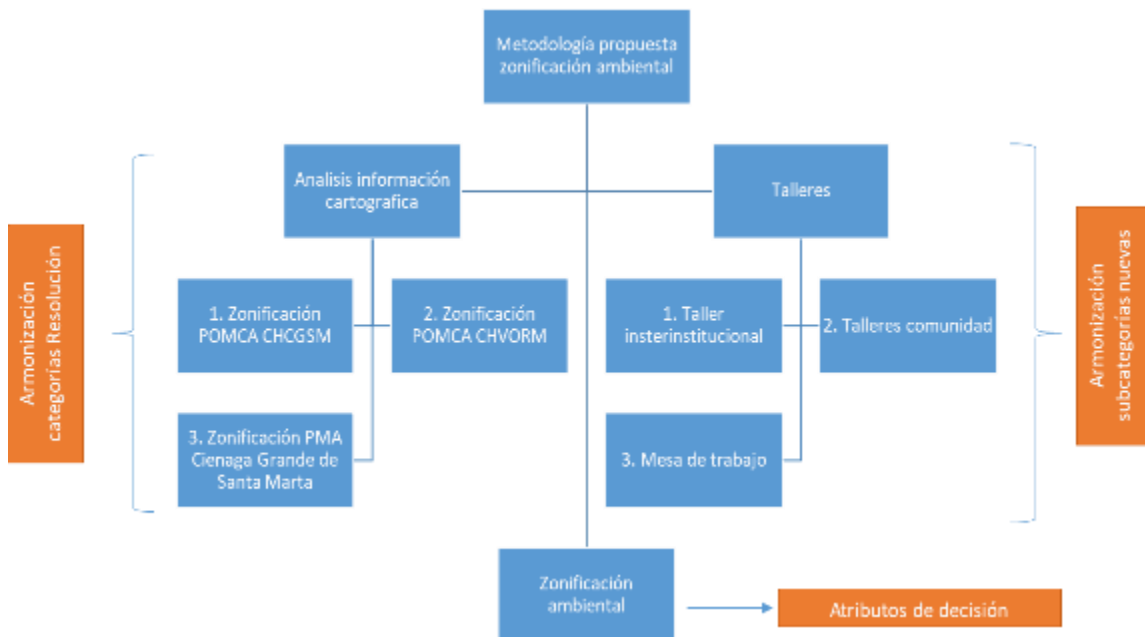 Metodología propuesta
zonificación ambiental
Analisis información
cartografica
Talleres
Armonización
categorías Resolución
1. Zonificación
POMCA CHCGSM
2. Zonificación
POMCA CHVORM
1. Taller
insterinstitucional
2. Talleres comunidad
Armonización
subcategorías nuevas
3. Zonificación PMA
Cienaga Grande de
Santa Marta
3. Mesa de trabajo
Zonificación
ambiental
Atributos de decisión